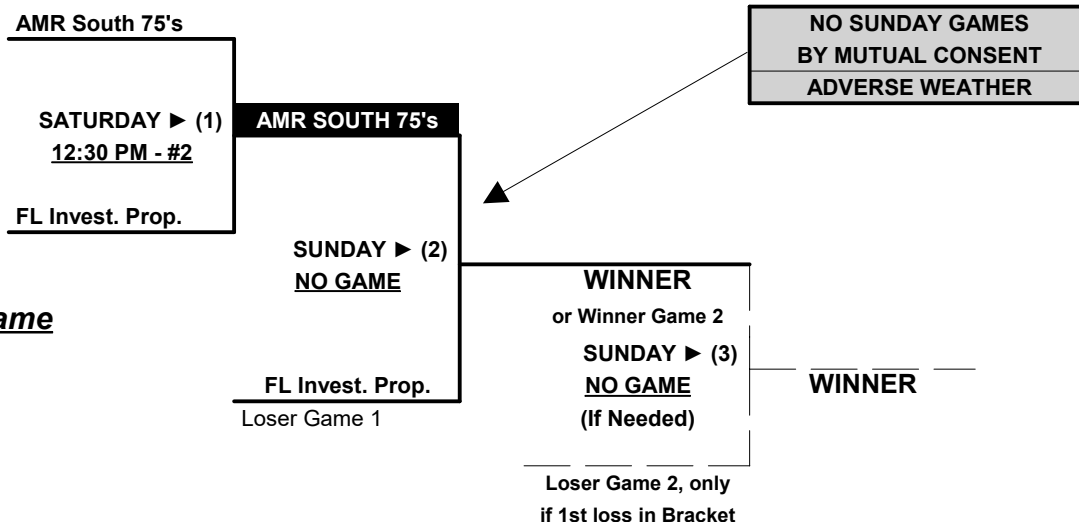 AMR South 75's
NO SUNDAY GAMES
BY MUTUAL CONSENT
ADVERSE WEATHER
SATURDAY ► (1)
AMR SOUTH 75's
12:30 PM - #2
FL Invest. Prop.
SUNDAY ► (2)
NO GAME
WINNER
or Winner Game 2
ame
SUNDAY ► (3)
NO GAME
(If Needed)
WINNER
FL Invest. Prop.
Loser Game 1
Loser Game 2, only
if 1st loss in Bracket